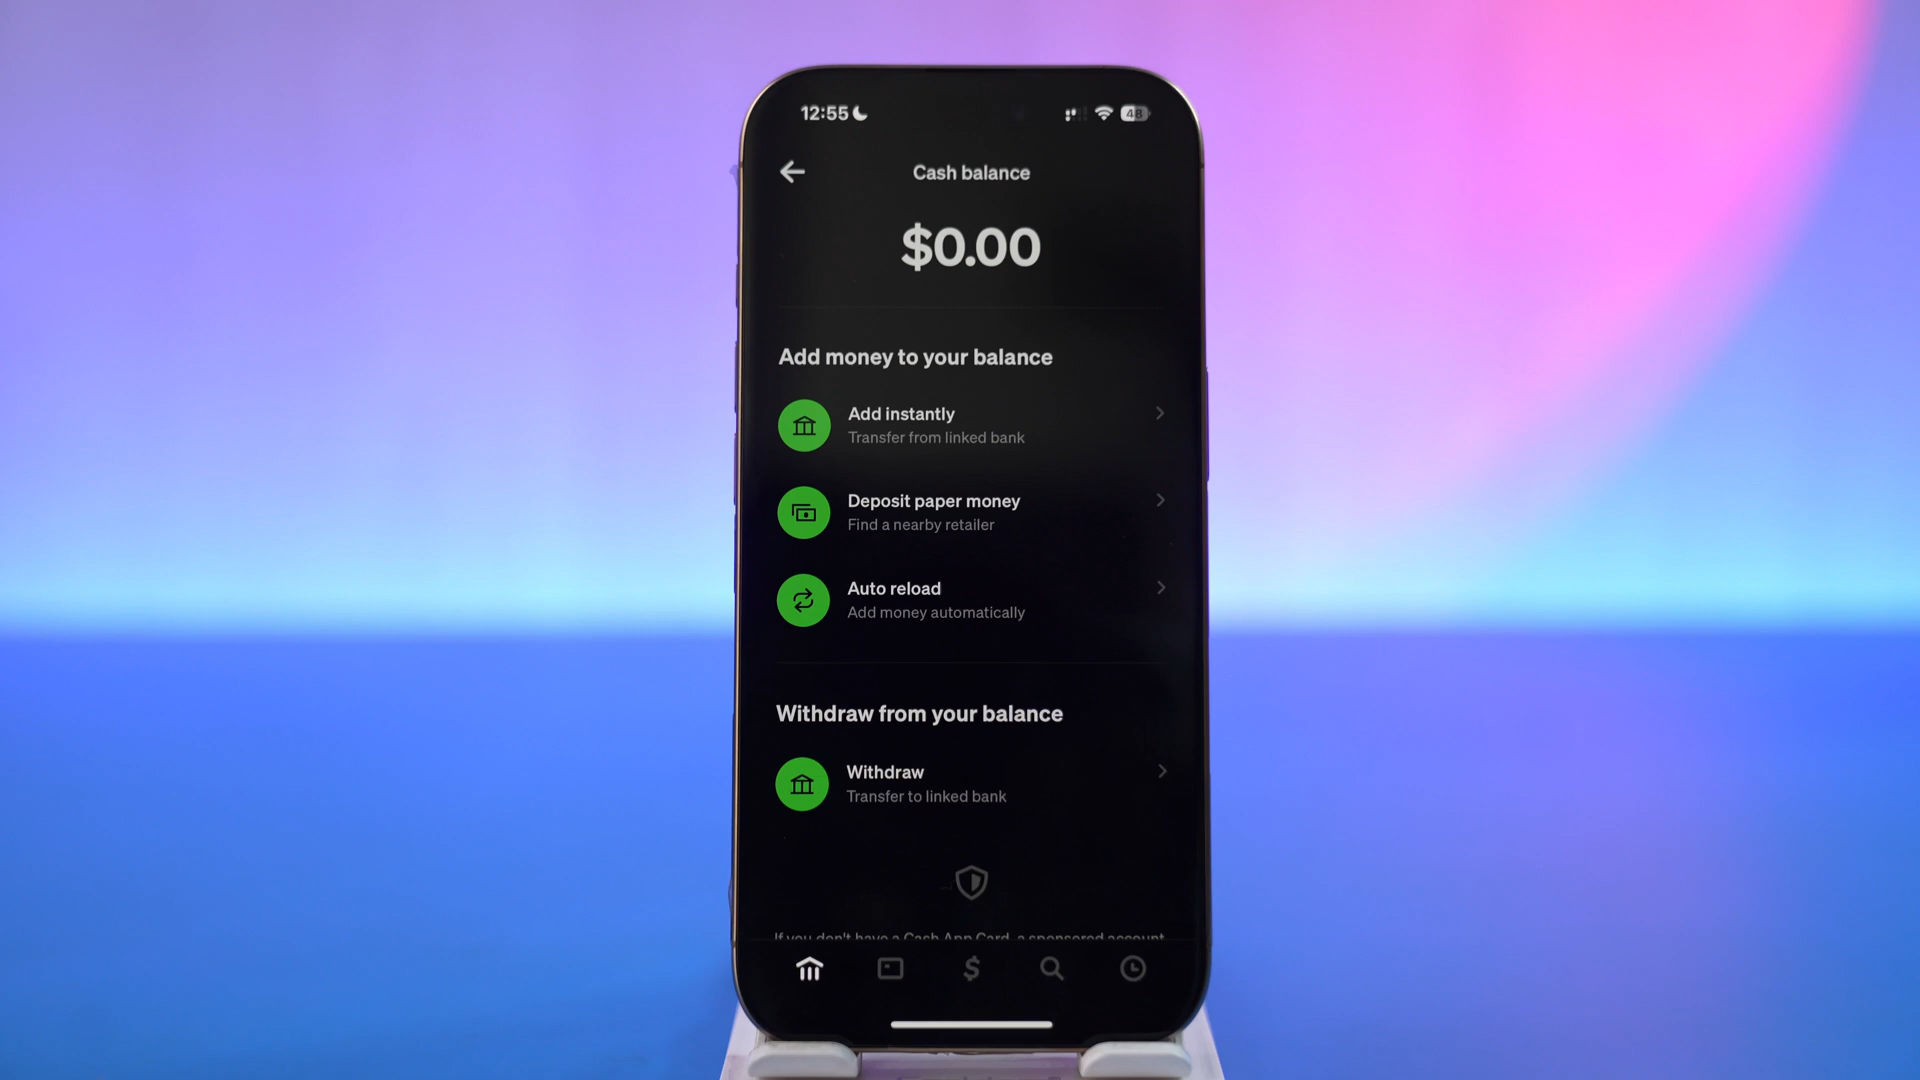 12:55
48
Cash balance
$0.00
Add money to your balance
Add instantly
Transfer from linked bank
Deposit paper money
Find a nearby retailer
Auto reload
Add money automatically
Withdraw from your balance
Withdraw
Transfer to linked bank
If you don't have a Cash App Card, a sponsored account